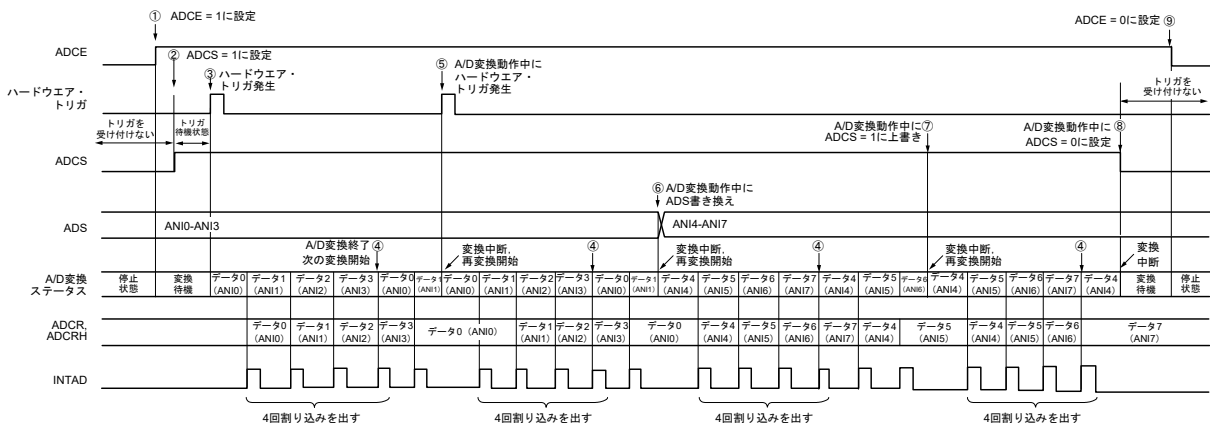 ① ADCE = 1に設定
ADCE = 0に設定 ⑨
ADCE
② ADCS = 1に設定
③ ハードウエア・
トリガ発生
⑤ A/D変換動作中に
ハードウエア・
トリガ発生
ハードウエア・
トリガ
トリガを
受け付けない
トリガを
受け付けない
トリガ
待機状態
A/D変換動作中に ⑦
ADCS = 1に上書き
A/D変換動作中に ⑧
ADCS = 0に設定
ADCS
⑥ A/D変換動作中に
ADS書き換え
ADS
ANI0-ANI3
ANI4-ANI7
A/D変換終了 ④
次の変換開始
変換中断,
再変換開始
④
変換中断,
再変換開始
④
変換中断,
再変換開始
④
変換
中断
A/D変換
ステータス
停止 変換 データ0 データ1 データ2 データ3 データ0 データ1 データ0 データ1 データ2 データ3 データ0 データ1 データ4 データ5 データ6 データ7 データ4 データ5 データ6 データ4 データ5 データ6 データ7 データ4 変換 停止
状態 待機 (ANI0) (ANI1) (ANI2) (ANI3) (ANI0) (ANI1) (ANI0) (ANI1) (ANI2) (ANI3) (ANI0) (ANI1) (ANI4) (ANI5) (ANI6) (ANI7) (ANI4) (ANI5) (ANI6) (ANI4) (ANI5) (ANI6) (ANI7) (ANI4) 待機 状態
ADCR,
ADCRH
データ0 データ1 データ2 データ3 データ0 (ANI0) データ1 データ2 データ3 データ0 データ4 データ5 データ6 データ7 データ4 データ5 データ4 データ5 データ6 データ7
(ANI0) (ANI1) (ANI2) (ANI3) (ANI1) (ANI2) (ANI3) (ANI0) (ANI4) (ANI5) (ANI6) (ANI7) (ANI4) (ANI5) (ANI4) (ANI5) (ANI6) (ANI7)
INTAD
4回割り込みを出す
4回割り込みを出す
4回割り込みを出す
4回割り込みを出す